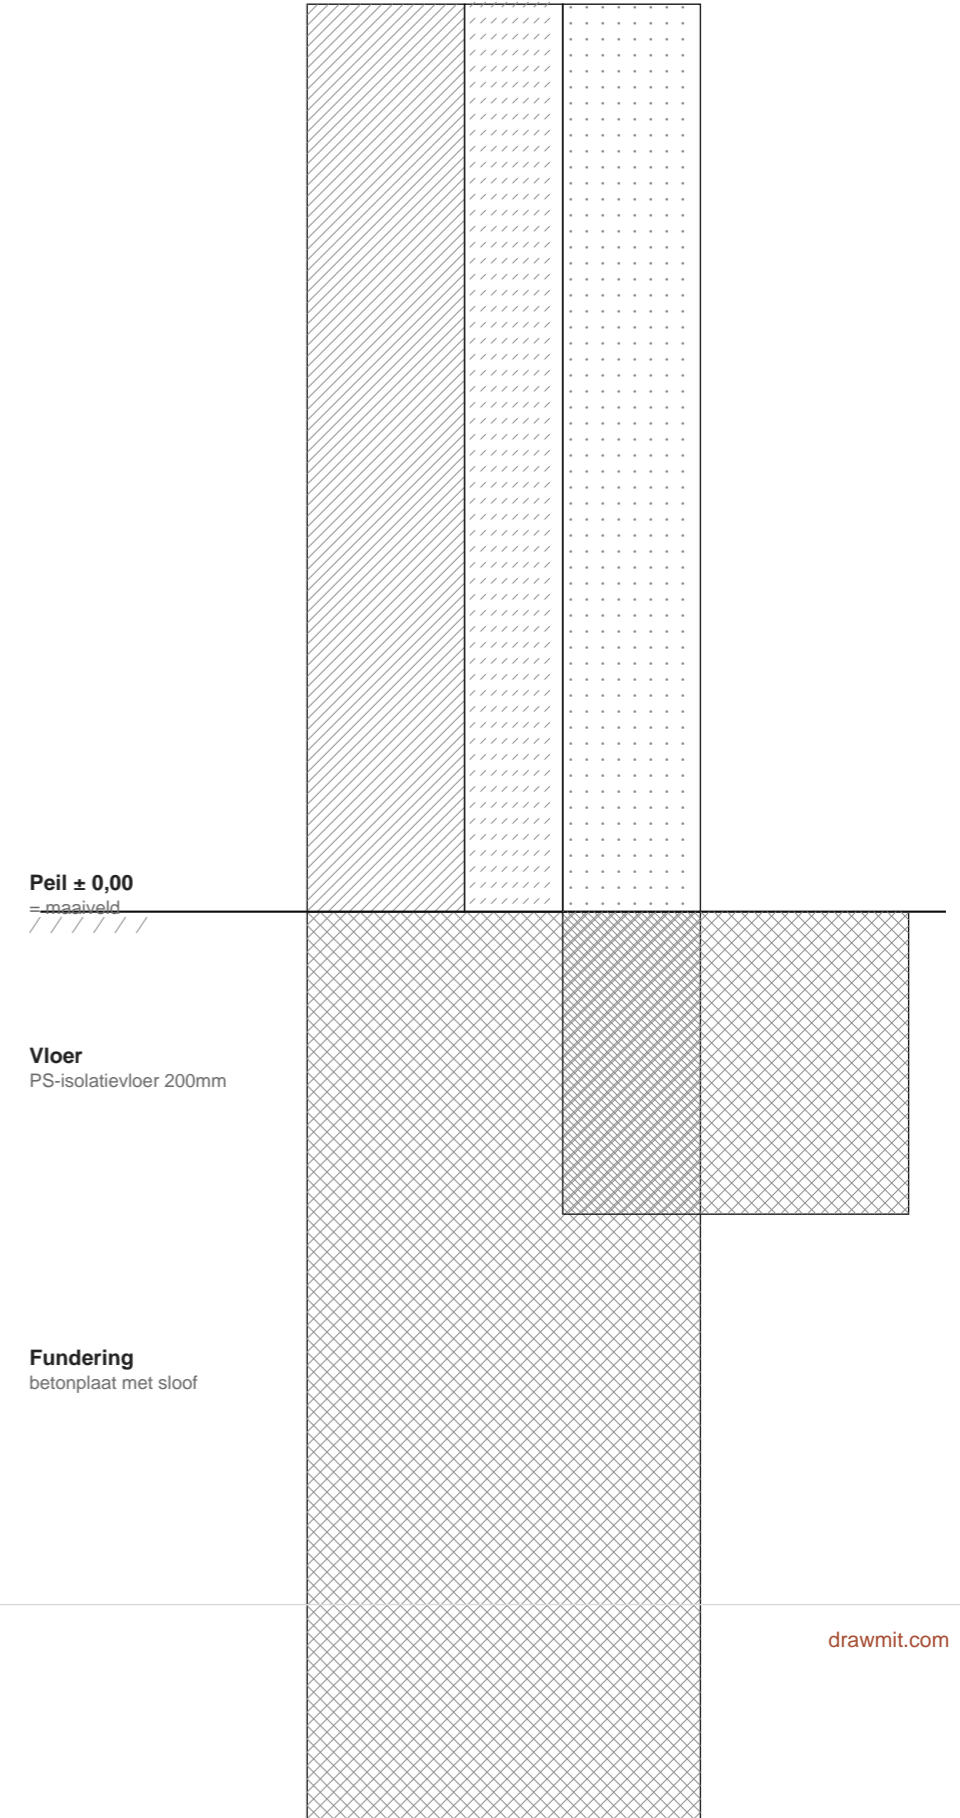 Peil ± 0,00
= maaiveld
Vloer
PS-isolatievloer 200mm
Fundering
betonplaat met sloof
drawmit.com